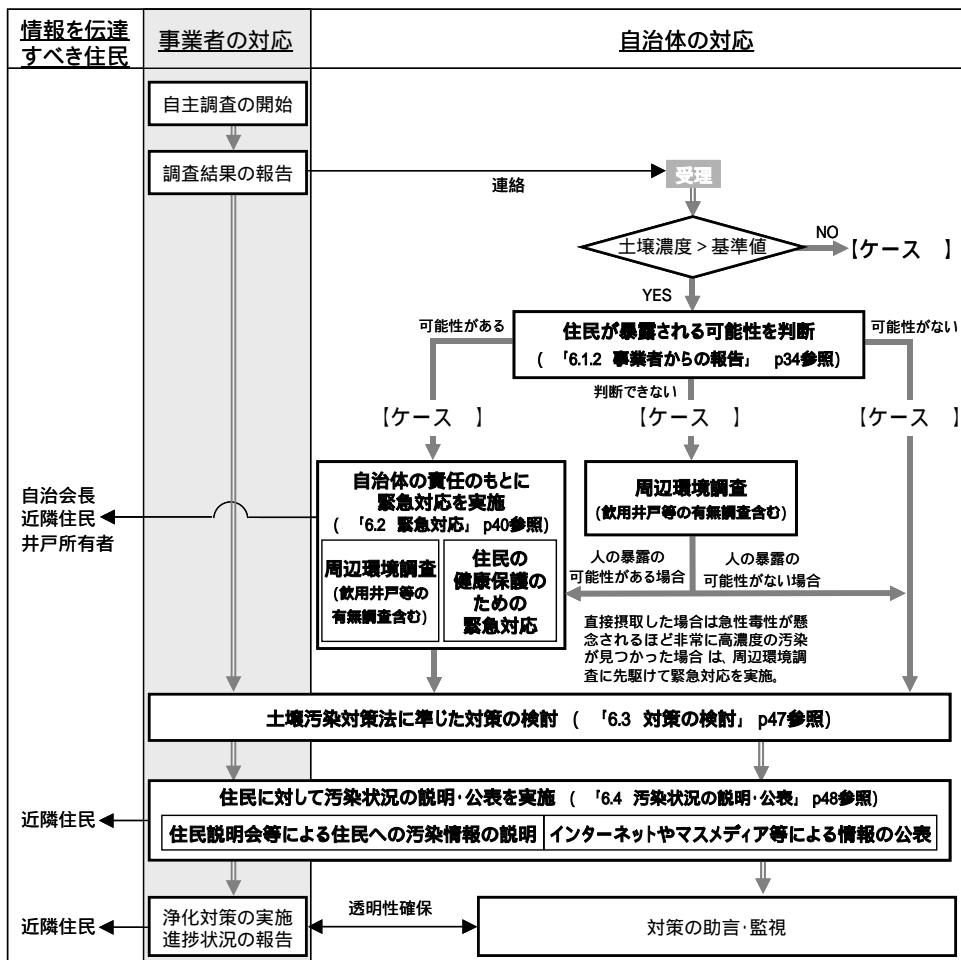 情報を伝達
すべき住民
事業者の対応
自治体の対応
自主調査の開始
調査結果の報告
連絡
受理
土壌濃度 > 基準値
NO
【ケース　】
YES
可能性がある
住民が暴露される可能性を判断
(　「6.1.2 事業者からの報告」　p34参照)
可能性がない
判断できない
【ケース　】
【ケース　】
【ケース　】
自治体の責任のもとに
緊急対応を実施
(　「6.2 緊急対応」 p40参照)
周辺環境調査
(飲用井戸等の
有無調査含む)
住民の
健康保護の
ための
緊急対応
周辺環境調査
(飲用井戸等の有無調査含む)
自治会長
近隣住民
井戸所有者
人の暴露の
可能性がある場合
人の暴露の
可能性がない場合
直接摂取した場合は急性毒性が懸
念されるほど非常に高濃度の汚染
が見つかった場合 は、周辺環境調
査に先駆けて緊急対応を実施。
土壌汚染対策法に準じた対策の検討　(　「6.3 対策の検討」 p47参照)
住民に対して汚染状況の説明・公表を実施　(　「6.4 汚染状況の説明・公表」 p48参照)
近隣住民
住民説明会等による住民への汚染情報の説明
インターネットやマスメディア等による情報の公表
近隣住民
浄化対策の実施
進捗状況の報告
透明性確保
対策の助言・監視